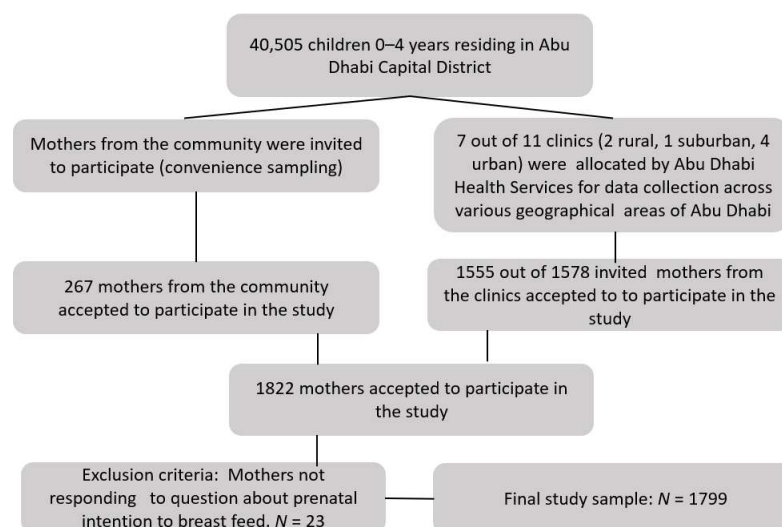 40,505 children 0–4 years residing in Abu
Dhabi Capital District
Mothers from the community were invited
to participate (convenience sampling)
7 out of 11 clinics (2 rural, 1 suburban, 4
urban) were allocated by Abu Dhabi
Health Services for data collection across
various geographical areas of Abu Dhabi
267 mothers from the community
accepted to participate in the study
1555 out of 1578 invited mothers from
the clinics accepted to to participate in the
study
1822 mothers accepted to participate in
the study
Exclusion criteria: Mothers not
responding to question about prenatal
intention to breast feed. N = 23
Final study sample: N = 1799